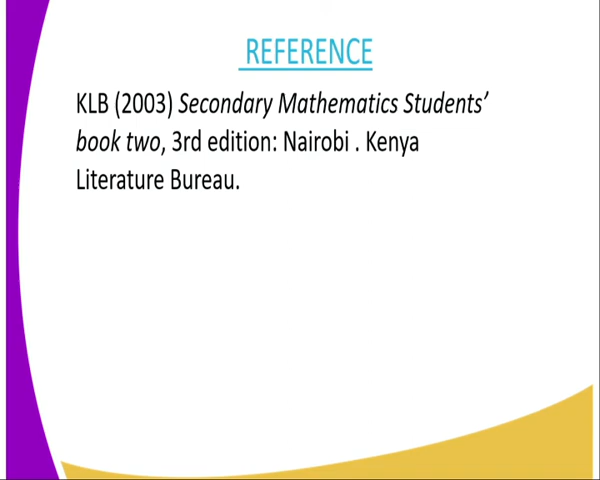 REFERENCE
KLB (2003) Secondary Mathematics Students’
book two, 3rd edition: Nairobi . Kenya
Literature Bureau.